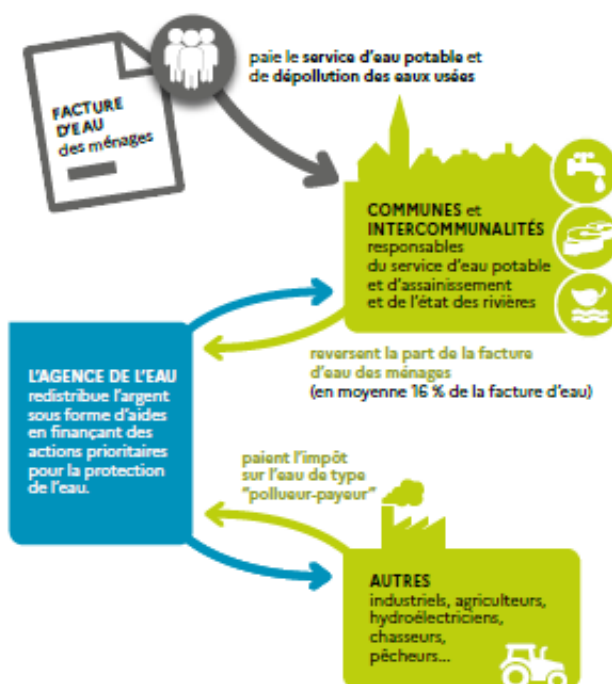 paie le service d'eau potable et
de dépollution des eaux usées
FACTURE
D'EAU
des ménages
COMMUNES et
INTERCOMMUNALITÉS
responsables
du service d'eau potable
et d'assainissement
et de l'état des rivières
reversent la part de la facture
d'eau des ménages
(en moyenne 16 % de la facture d'eau)
L'AGENCE DE L'EAU
redistribue l'argent
sous forme d'aides
en finançant des
actions prioritaires
pour la protection
de l'eau.
paient l'impôt
sur l'eau de type
"pollueur-payeur"
AUTRES
industriels, agriculteurs,
hydroélectriciens,
chasseurs,
pêcheurs...